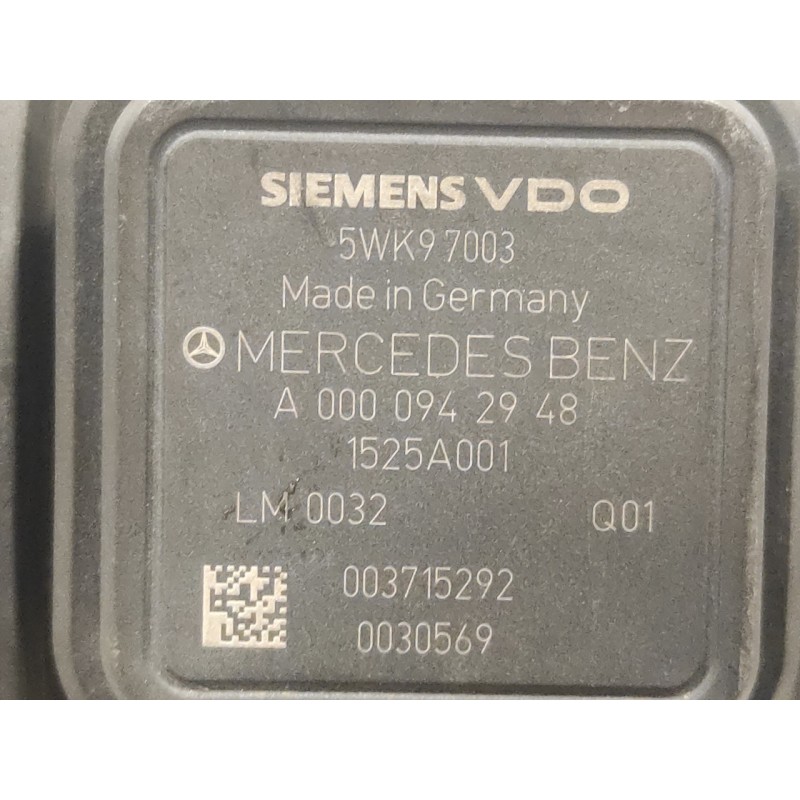 SIEMENS VDO
5WK9 7003
Made in Germany
MERCEDES BENZ
A 000 094 29 48
1525A001
LM 0032 Q01
003715292
0030569